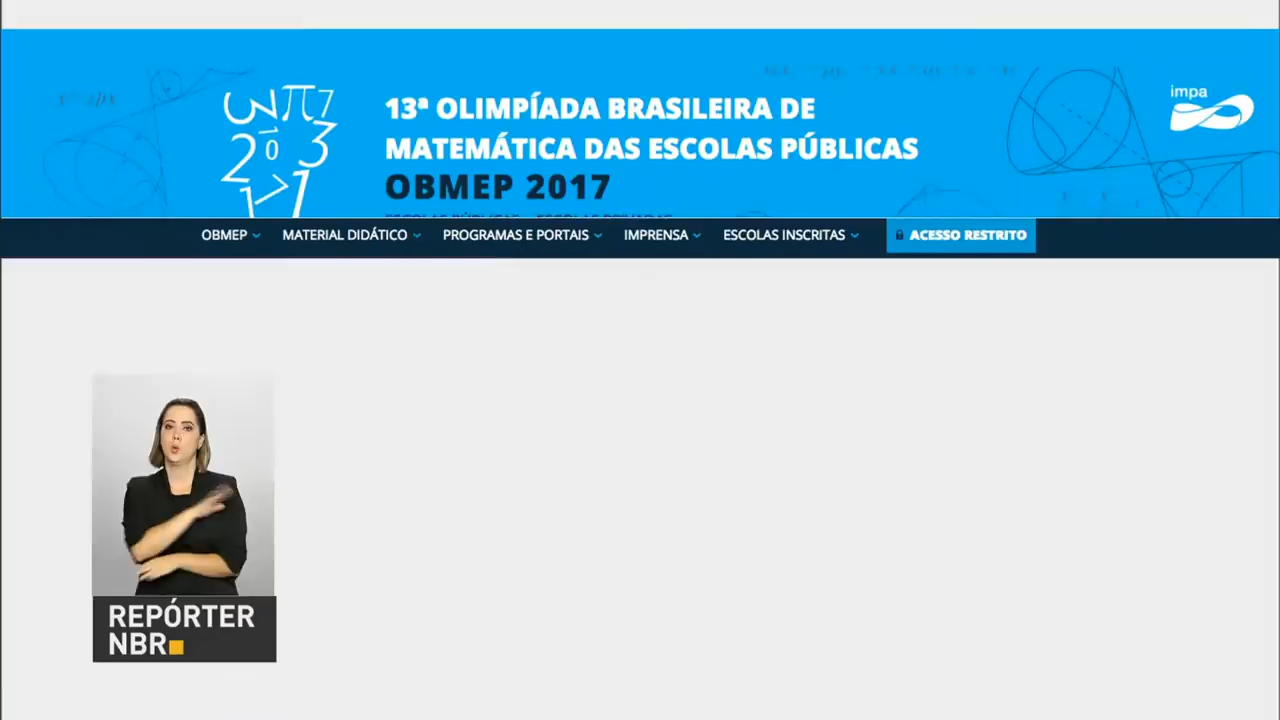 impa
13ª OLIMPÍADA BRASILEIRA DE
MATEMÁTICA DAS ESCOLAS PÚBLICAS
OBMEP 2017
OBMEP MATERIAL DIDÁTICO PROGRAMAS E PORTAIS IMPRENSA ESCOLAS INSCRITAS ACESSO RESTRITO
REPÓRTER
NBR